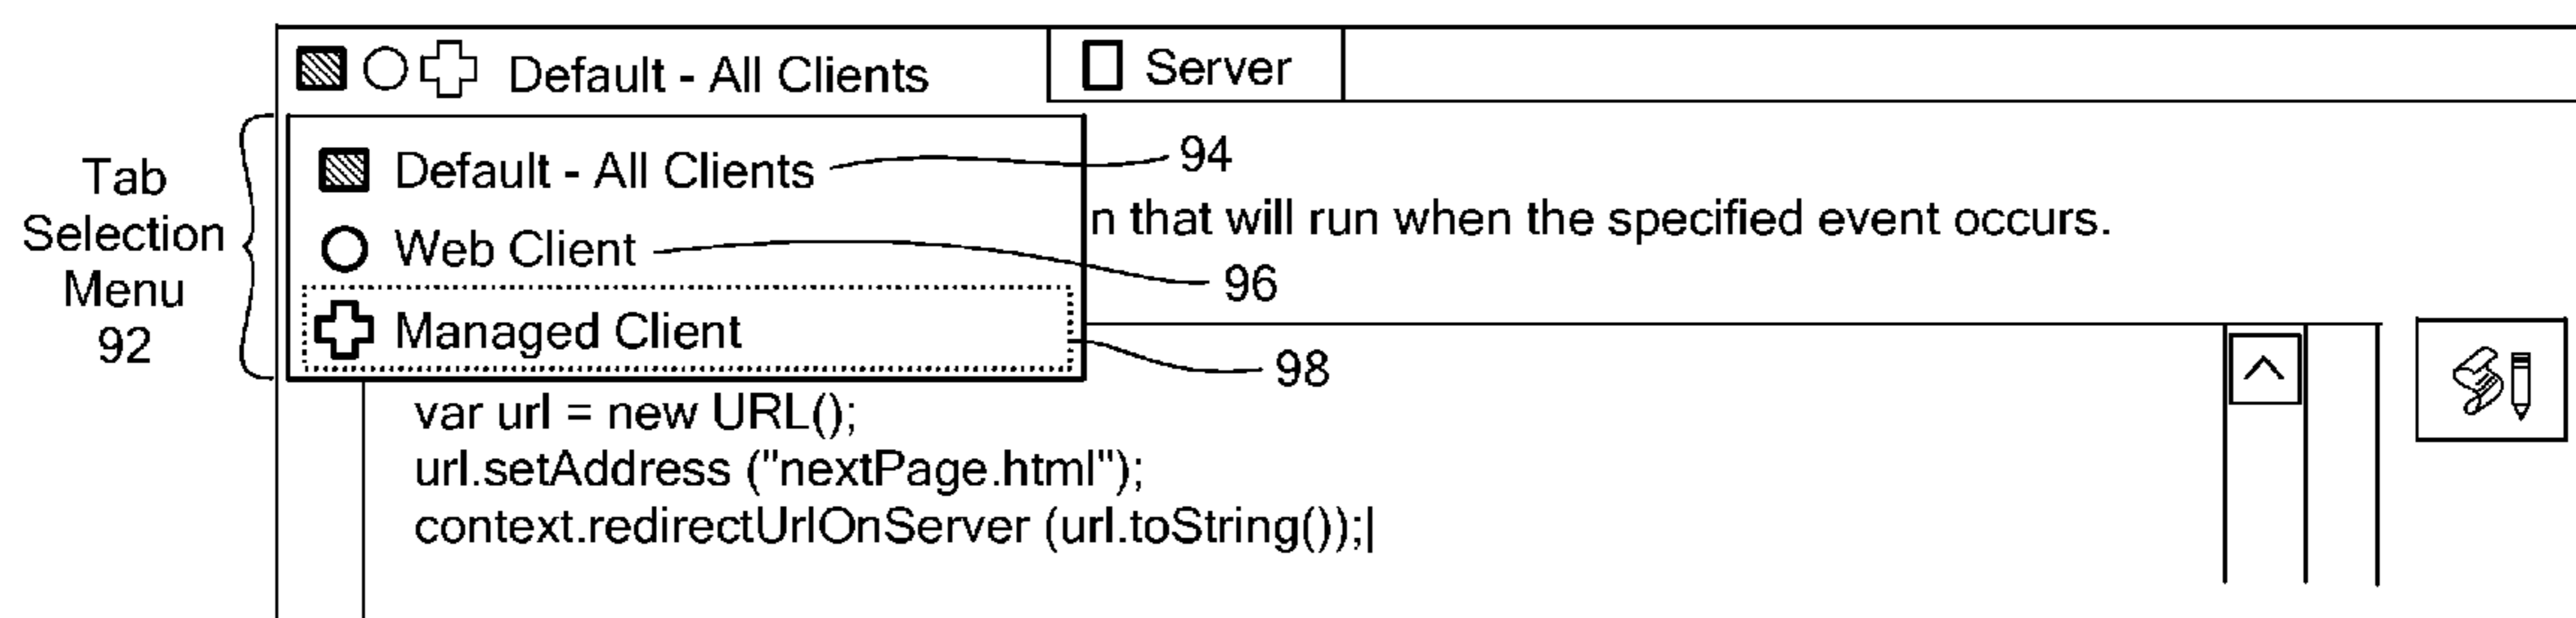 Default - All Clients
Server
Tab
Selection
Menu
92
Default - All Clients
94
n that will run when the specified event occurs.
Web Client
96
Managed Client
98
var url = new URL();
url.setAddress ("nextPage.html");
context.redirectUrlOnServer (url.toString());|